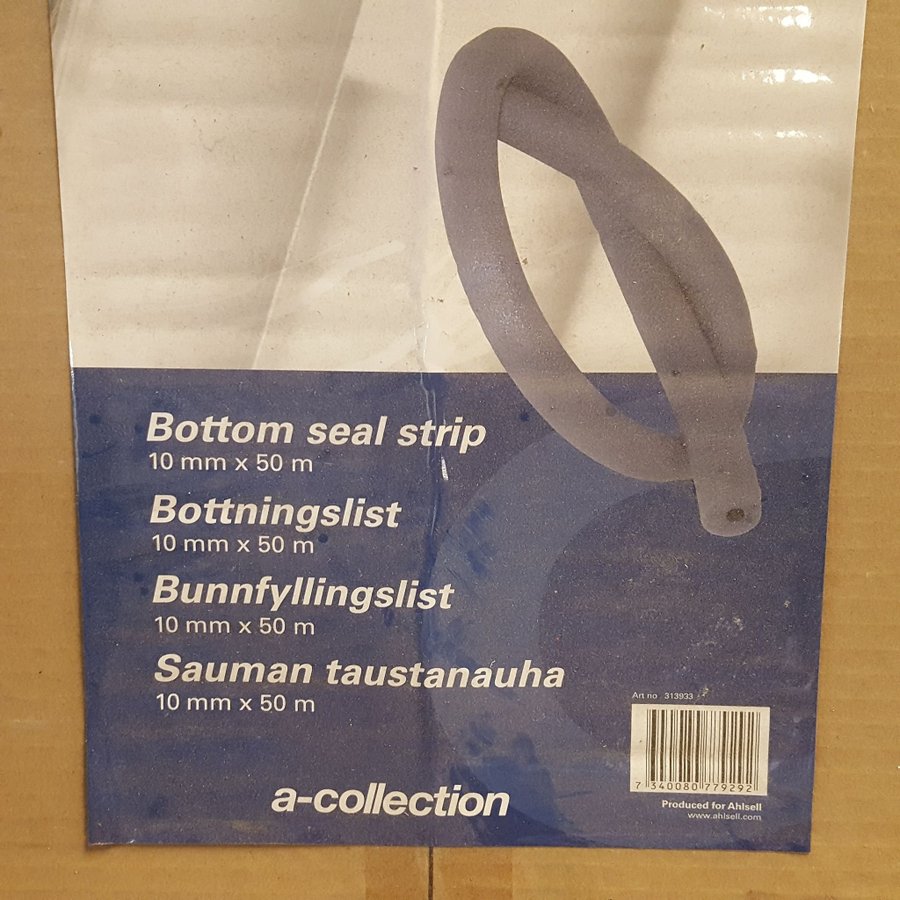 Bottom seal strip
10 mm x 50 m
Bottningslist
10 mm x 50 m
Bunnfyllingslist
10 mm x 50 m
Sauman taustanauha
10 mm x 50 m
Art no 313933
7 340080 779292
Produced for Ahlsell
www.ahlsell.com
a-collection